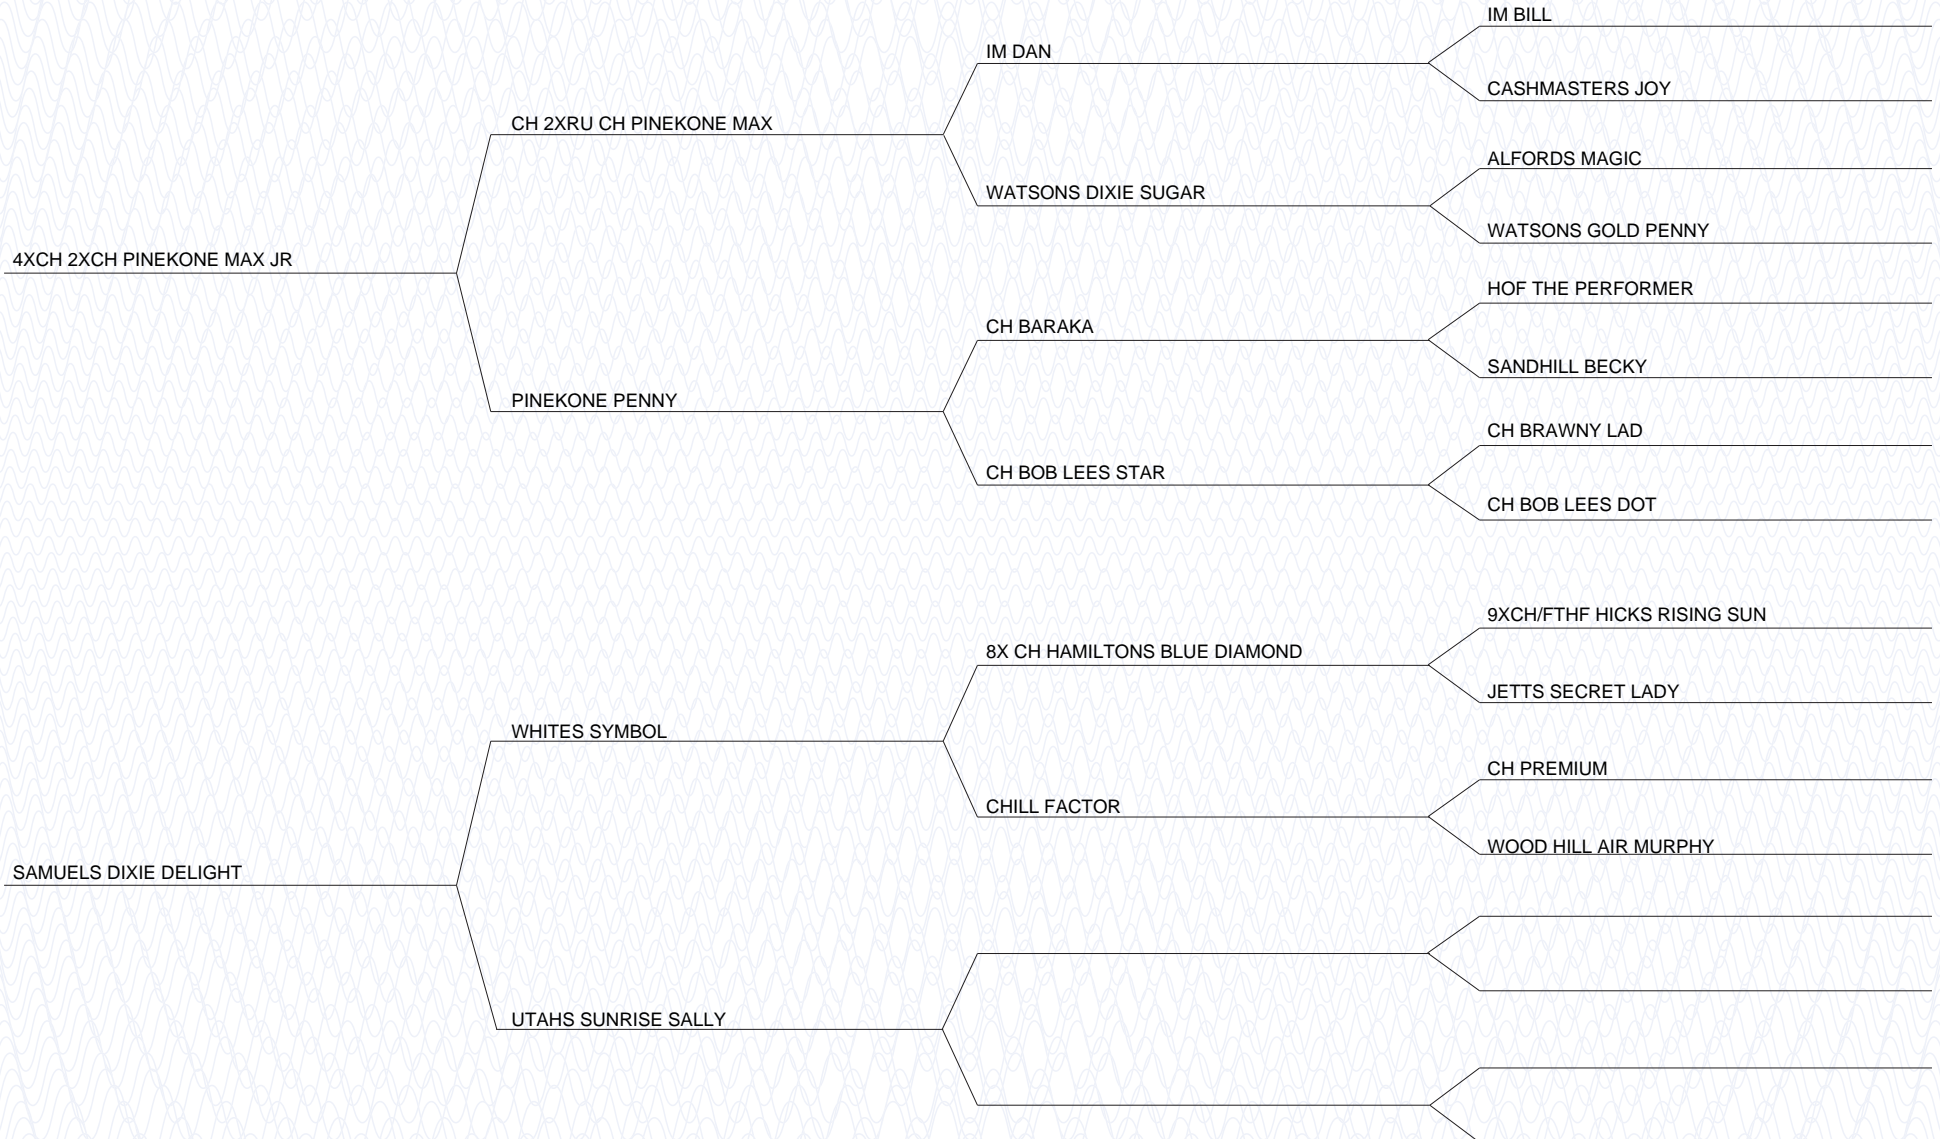 IM BILL
IM DAN
CASHMASTERS JOY
CH 2XRU CH PINEKONE MAX
ALFORDS MAGIC
WATSONS DIXIE SUGAR
WATSONS GOLD PENNY
4XCH 2XCH PINEKONE MAX JR
HOF THE PERFORMER
CH BARAKA
SANDHILL BECKY
PINEKONE PENNY
CH BRAWNY LAD
CH BOB LEES STAR
CH BOB LEES DOT
9XCH/FTHF HICKS RISING SUN
8X CH HAMILTONS BLUE DIAMOND
JETTS SECRET LADY
WHITES SYMBOL
CH PREMIUM
CHILL FACTOR
WOOD HILL AIR MURPHY
SAMUELS DIXIE DELIGHT
UTAHS SUNRISE SALLY